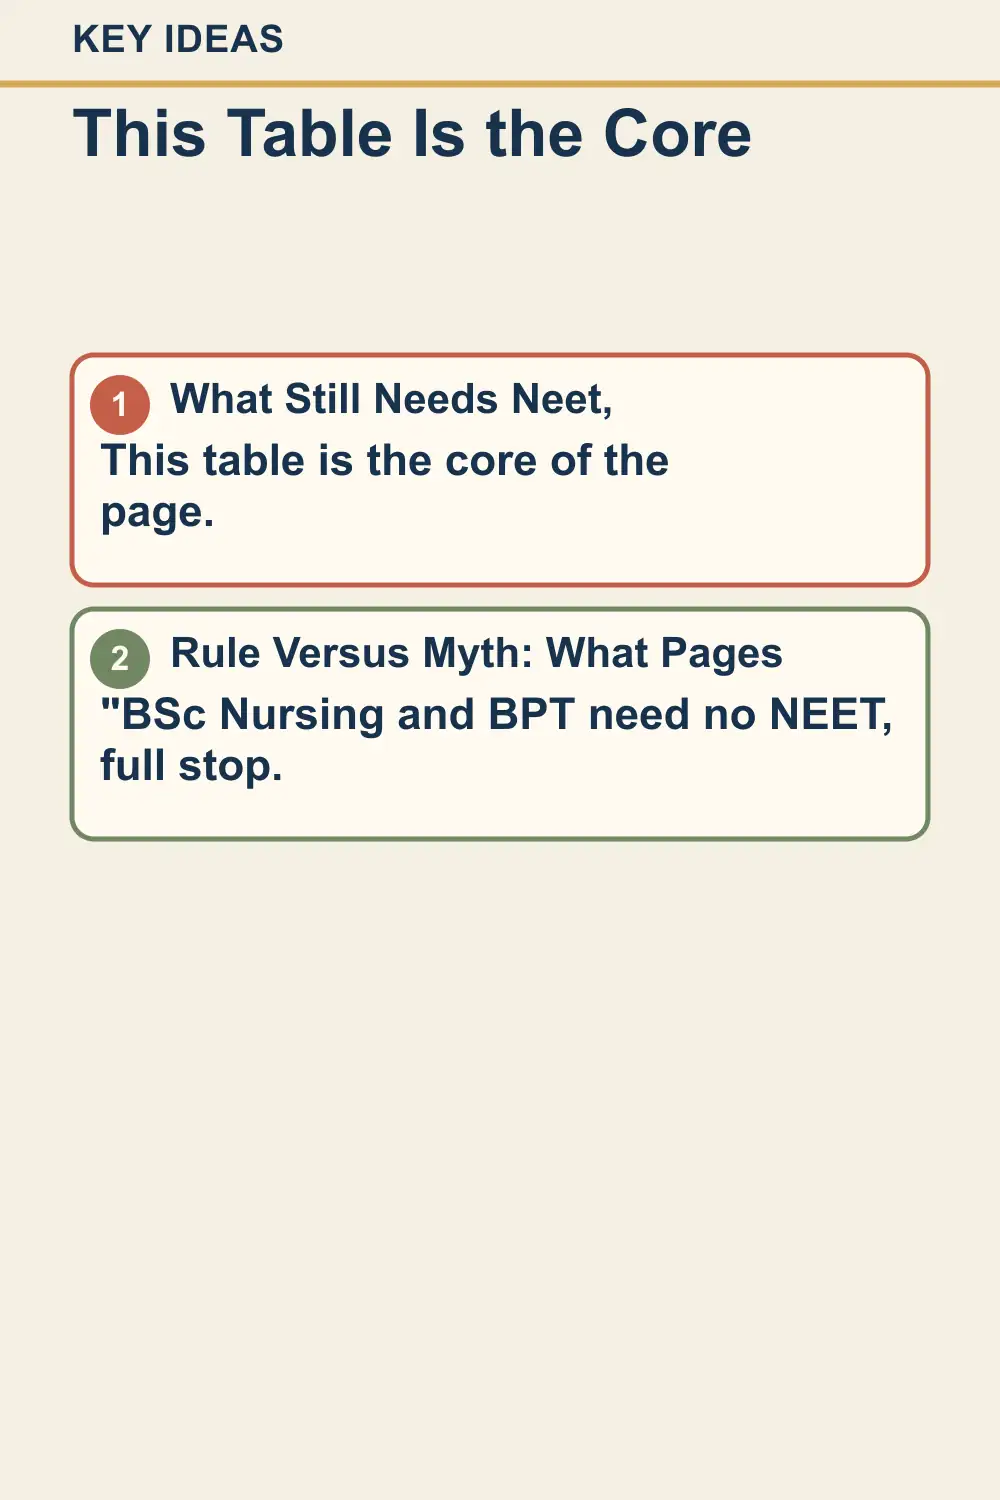 KEY IDEAS
This Table Is the Core
1 What Still Needs Neet,
This table is the core of the
page.
2 Rule Versus Myth: What Pages
"BSc Nursing and BPT need no NEET,
full stop.